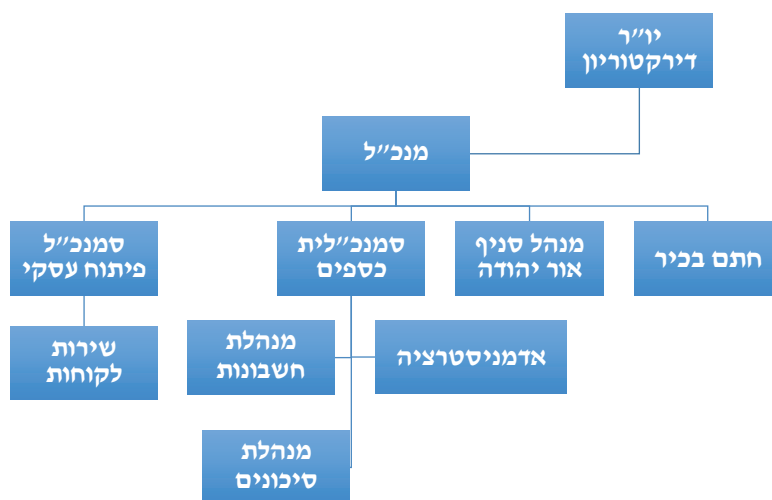 יו״ר
דירקטוריון
מנכ״ל
חתם בכיר
מנהל סניף
אור יהודה
סמנכ״לית
כספים
סמנכ״ל
פיתוח עסקי
אדמניסטרציה
מנהלת
חשבונות
שירות
לקוחות
מנהלת
סיכונים